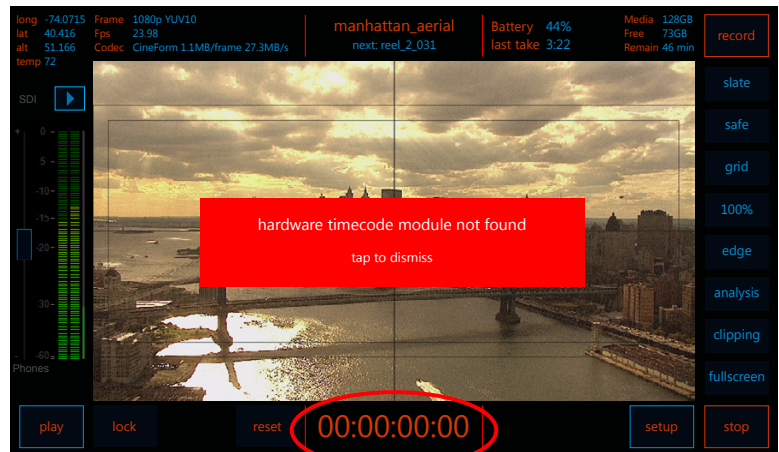 long -74.0715
lat 40.416
alt 51.166
temp 72
Frame 1080p YUV10
Fps 23.98
Codec CineForm 1.1MB/frame 27.3MB/s
manhattan_aerial
next: reel_2_031
Battery 44%
last take 3:22
Media 128GB
Free 73GB
Remain 46 min
record
slate
SDI
safe
+ 0 -
5 -
grid
-10-
100%
-15-
hardware timecode module not found
-20-
edge
tap to dismiss
analysis
30-
clipping
- -60-
Phones
fullscreen
play
lock
reset
00:00:00:00
setup
stop